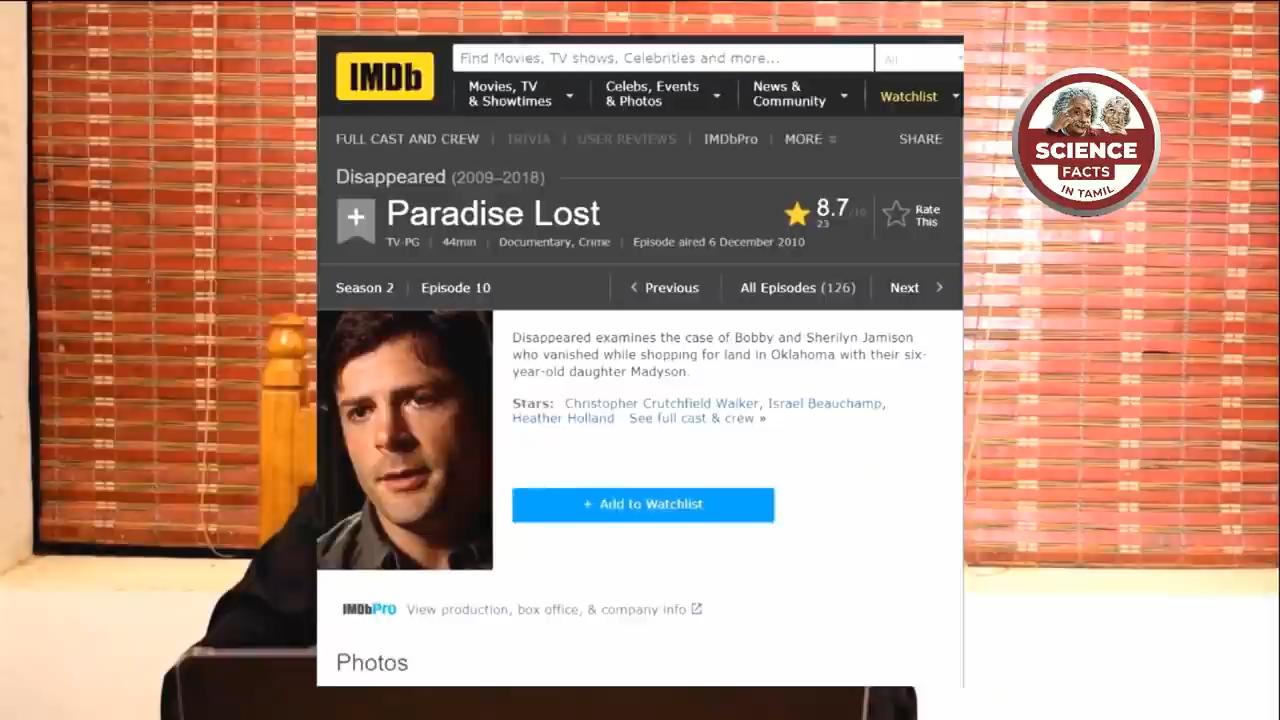 IMDb
Find Movies, TV shows, Celebrities and more...
All
Movies, TV & Showtimes
Celebs, Events & Photos
News & Community
Watchlist
FULL CAST AND CREW | TRIVIA | USER REVIEWS | IMDbPro | MORE
SHARE
Disappeared (2009–2018)
+ Paradise Lost
8.7/10
23
Rate This
TV-PG | 44min | Documentary, Crime | Episode aired 6 December 2010
Season 2 | Episode 10
Previous
All Episodes (126)
Next
Disappeared examines the case of Bobby and Sherilyn Jamison
who vanished while shopping for land in Oklahoma with their six-
year-old daughter Madyson.
Stars: Christopher Crutchfield Walker, Israel Beauchamp,
Heather Holland See full cast & crew »
+ Add to Watchlist
IMDbPro View production, box office, & company info
Photos
SCIENCE
FACTS
IN TAMIL